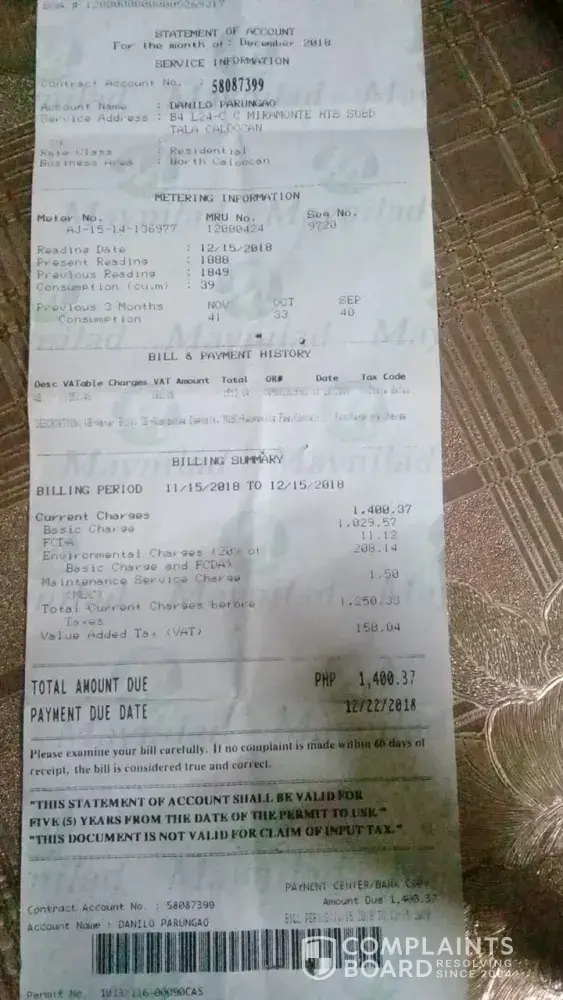 STATEMENT OF ACCOUNT
For the month of: December 2018
SERVICE INFORMATION
Contract Account No. : 58087399
Account Name : DANILO PARUNGAO
Service Address : B4 L24-C C MIRAMONTE HTS SUBD
TALA CALOOCAN
Rate Class : Residential
Business Area : North Caloocan
METERING INFORMATION
Meter No. MRU No. Seq No.
AJ-15-14-136977 12000424 9720
Reading Date : 12/15/2018
Present Reading : 1888
Previous Reading : 1849
Consumption (cu.m) : 39
Previous 3 Months NOV OCT SEP
Consumption 41 33 40
BILL & PAYMENT HISTORY
Desc VATable Charges VAT Amount Total OR# Date Tax Code
BILLING SUMMARY
BILLING PERIOD 11/15/2018 TO 12/15/2018
Current Charges 1,400.37
Basic Charge 1,029.57
FCDA 11.12
Environmental Charges (20% of 208.14
Basic Charge and FCDA)
Maintenance Service Charge 1.50
(MSC)
Total Current Charges before 1,250.33
Taxes
Value Added Tax (VAT) 150.04
TOTAL AMOUNT DUE PHP 1,400.37
PAYMENT DUE DATE 12/22/2018
Please examine your bill carefully. If no complaint is made within 60 days of
receipt, the bill is considered true and correct.
"THIS STATEMENT OF ACCOUNT SHALL BE VALID FOR
FIVE (5) YEARS FROM THE DATE OF THE PERMIT TO USE."
"THIS DOCUMENT IS NOT VALID FOR CLAIM OF INPUT TAX."
PAYMENT CENTER/BANK COPY
Contract Account No. : 58087399 Amount Due 1,400.37
Account Name : DANILO PARUNGAO
COMPLAINTS
BOARD RESOLVING
SINCE 2004
Permit No.